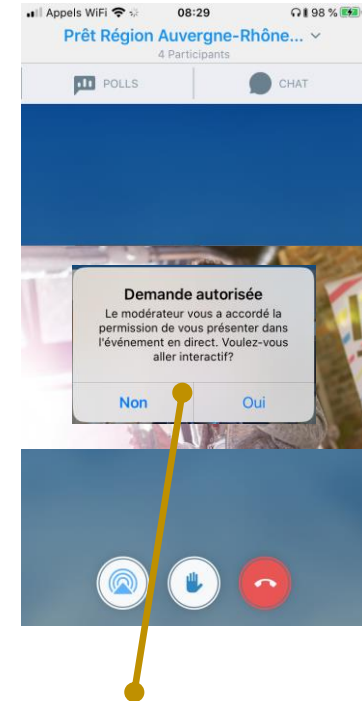 Appels WiFi 08:29 98 %
Prêt Région Auvergne-Rhône...
4 Participants
POLLS CHAT
Demande autorisée
Le modérateur vous a accordé la
permission de vous présenter dans
l'événement en direct. Voulez-vous
aller interactif?
Non Oui